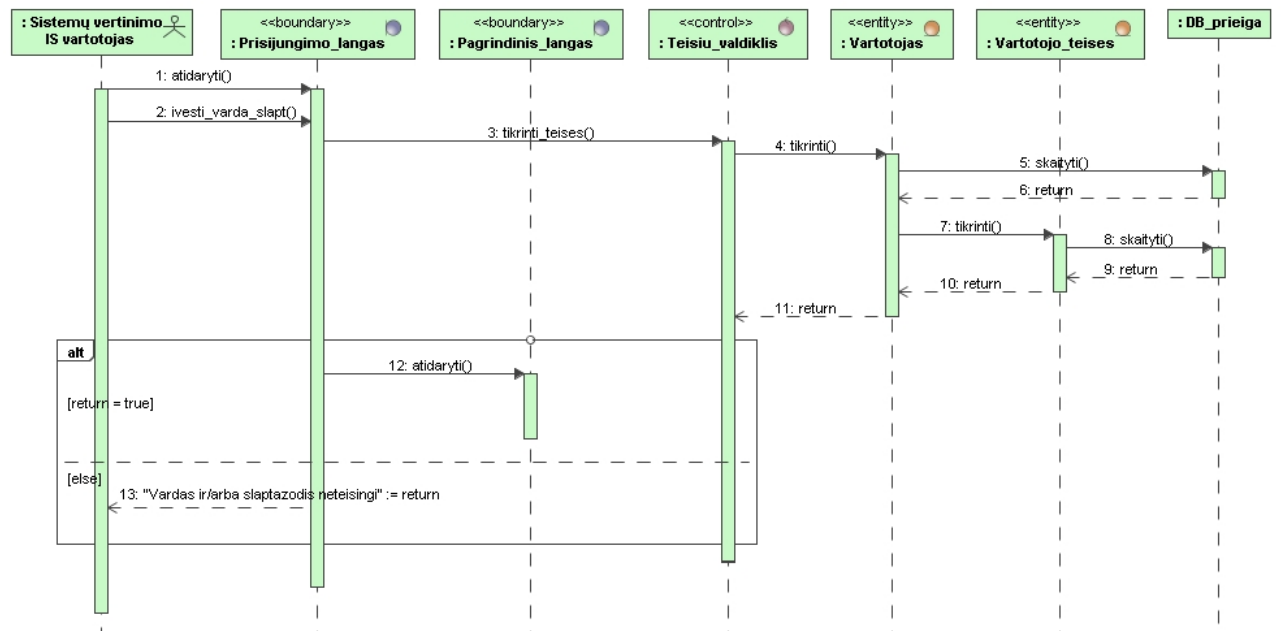 : Sistemų vertinimo
IS vartotojas
<<boundary>>
: Prisijungimo_langas
<<boundary>>
: Pagrindinis_langas
<<control>>
: Teisiu_valdiklis
<<entity>>
: Vartotojas
<<entity>>
: Vartotojo_teises
: DB_prieiga
1: atidaryti()
2: ivesti_varda_slapt()
3: tikrinti_teises()
4: tikrinti()
5: skaityti()
6: return
7: tikrinti()
8: skaityti()
9: return
10: return
11: return
alt
12: atidaryti()
[return = true]
[else]
13: "Vardas ir/arba slaptazodis neteisingi" := return